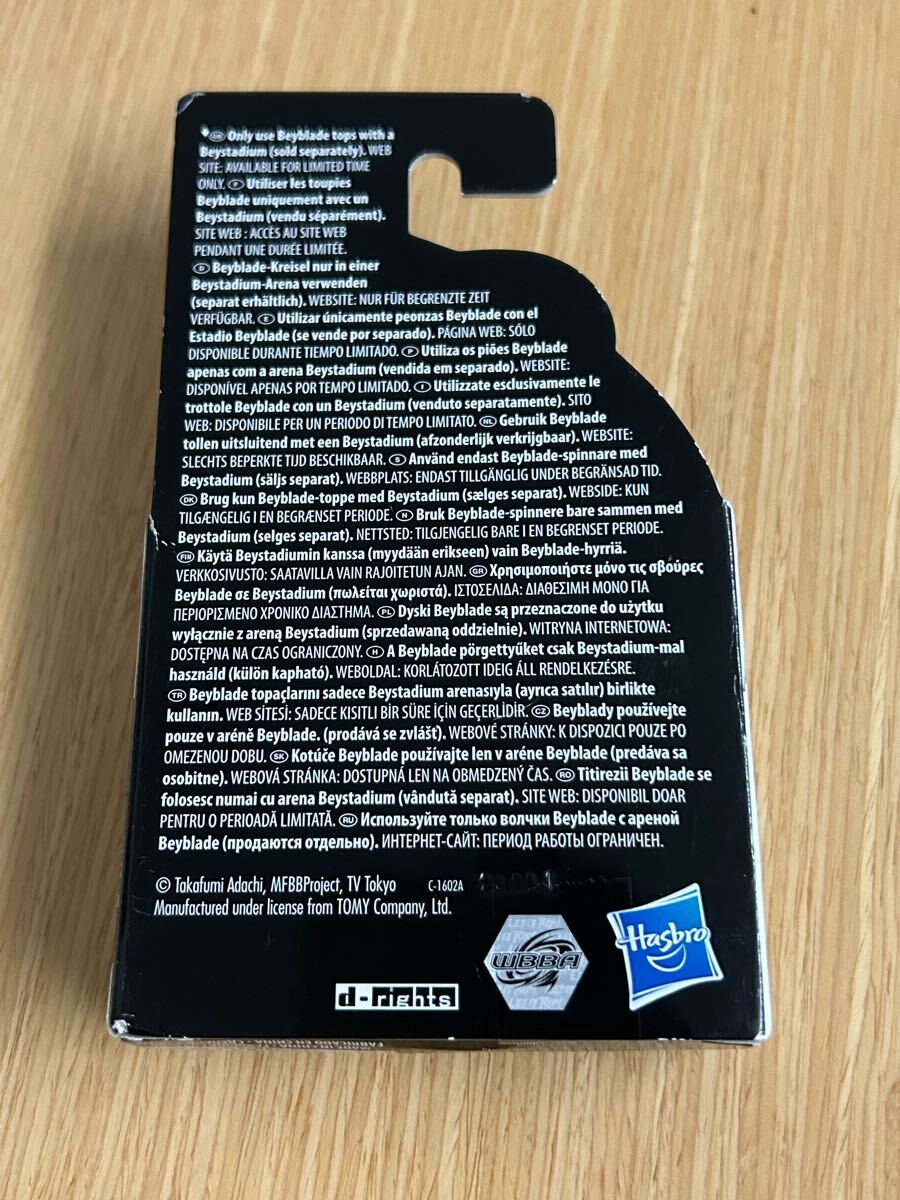 GB Only use Beyblade tops with a
Beystadium (sold separately). WEB
SITE: AVAILABLE FOR LIMITED TIME
ONLY. F Utiliser les toupies
Beyblade uniquement avec un
Beystadium (vendu séparément).
SITE WEB : ACCÈS AU SITE WEB
PENDANT UNE DURÉE LIMITÉE.
D Beyblade-Kreisel nur in einer
Beystadium-Arena verwenden
(separat erhältlich). WEBSITE: NUR FÜR BEGRENZTE ZEIT
VERFÜGBAR. E Utilizar únicamente peonzas Beyblade con el
Estadio Beyblade (se vende por separado). PÁGINA WEB: SÓLO
DISPONIBLE DURANTE TIEMPO LIMITADO. P Utiliza os piões Beyblade
apenas com a arena Beystadium (vendida em separado). WEBSITE:
DISPONÍVEL APENAS POR TEMPO LIMITADO. I Utilizzate esclusivamente le
trottole Beyblade con un Beystadium (venduto separatamente). SITO
WEB: DISPONIBILE PER UN PERIODO DI TEMPO LIMITATO. NL Gebruik Beyblade
tollen uitsluitend met een Beystadium (afzonderlijk verkrijgbaar). WEBSITE:
SLECHTS BEPERKTE TIJD BESCHIKBAAR. S Använd endast Beyblade-spinnare med
Beystadium (säljs separat). WEBBPLATS: ENDAST TILLGÄNGLIG UNDER BEGRÄNSAD TID.
DK Brug kun Beyblade-toppe med Beystadium (sælges separat). WEBSIDE: KUN
TILGÆNGELIG I EN BEGRÆNSET PERIODE. N Bruk Beyblade-spinnere bare sammen med
Beystadium (selges separat). NETTSTED: TILGJENGELIG BARE I EN BEGRENSET PERIODE.
FIN Käytä Beystadiumin kanssa (myydään erikseen) vain Beyblade-hyrriä.
VERKKOSIVUSTO: SAATAVILLA VAIN RAJOITETUN AJAN. GR Χρησιμοποιήστε μόνο τις σβούρες
Beyblade σε Beystadium (πωλείται χωριστά). ΙΣΤΟΣΕΛΙΔΑ: ΔΙΑΘΕΣΙΜΗ ΜΟΝΟ ΓΙΑ
ΠΕΡΙΟΡΙΣΜΕΝΟ ΧΡΟΝΙΚΟ ΔΙΑΣΤΗΜΑ. PL Dyski Beyblade są przeznaczone do użytku
wyłącznie z areną Beystadium (sprzedawaną oddzielnie). WITRYNA INTERNETOWA:
DOSTĘPNA NA CZAS OGRANICZONY. H A Beyblade pörgettyűket csak Beystadium-mal
használd (külön kapható). WEBOLDAL: KORLÁTOZOTT IDEIG ÁLL RENDELKEZÉSRE.
TR Beyblade topaçlarını sadece Beystadium arenasıyla (ayrıca satılır) birlikte
kullanın. WEB SİTESİ: SADECE KISITLI BİR SÜRE İÇİN GEÇERLİDİR. CZ Beyblady používejte
pouze v aréně Beyblade. (prodává se zvlášť). WEBOVÉ STRÁNKY: K DISPOZICI POUZE PO
OMEZENOU DOBU. SK Kotúče Beyblade používajte len v aréne Beyblade (predáva sa
osobitne). WEBOVÁ STRÁNKA: DOSTUPNÁ LEN NA OBMEDZENÝ ČAS. RO Titirezii Beyblade se
folosesc numai cu arena Beystadium (vândută separat). SITE WEB: DISPONIBIL DOAR
PENTRU O PERIOADĂ LIMITATĂ. RU Используйте только волчки Beyblade с ареной
Beyblade (продаются отдельно). ИНТЕРНЕТ-САЙТ: ПЕРИОД РАБОТЫ ОГРАНИЧЕН.
© Takafumi Adachi, MFBBProject, TV Tokyo C-1602A
Manufactured under license from TOMY Company, Ltd.
WBBA
Hasbro
d-rights
FABRICADO EN CHINA